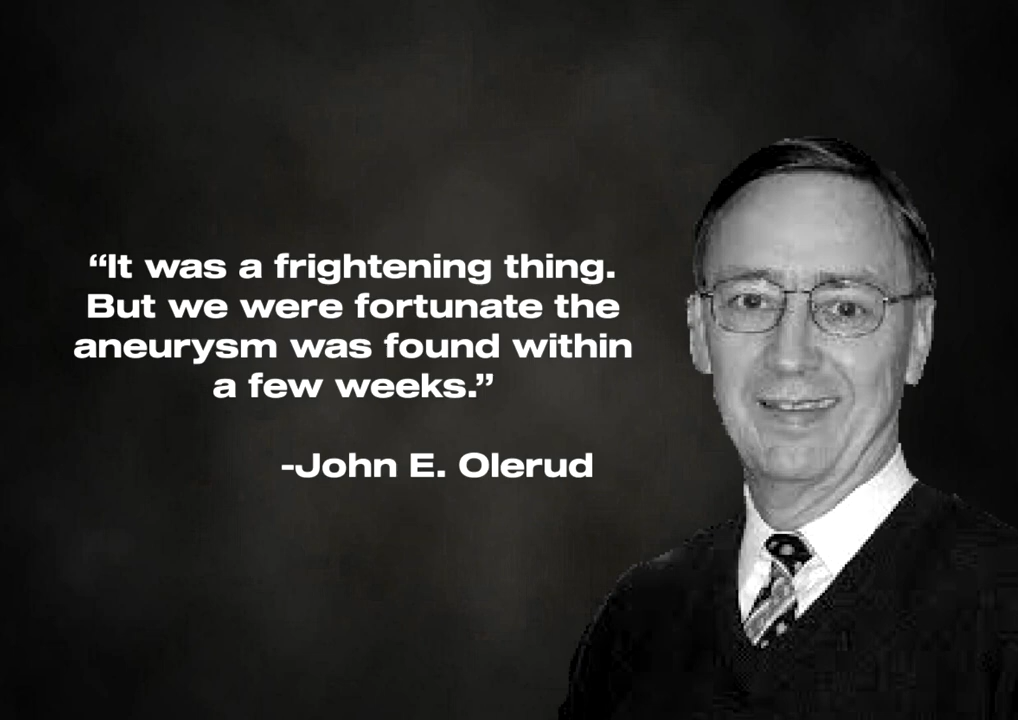 “It was a frightening thing.
But we were fortunate the
aneurysm was found within
a few weeks.”
-John E. Olerud